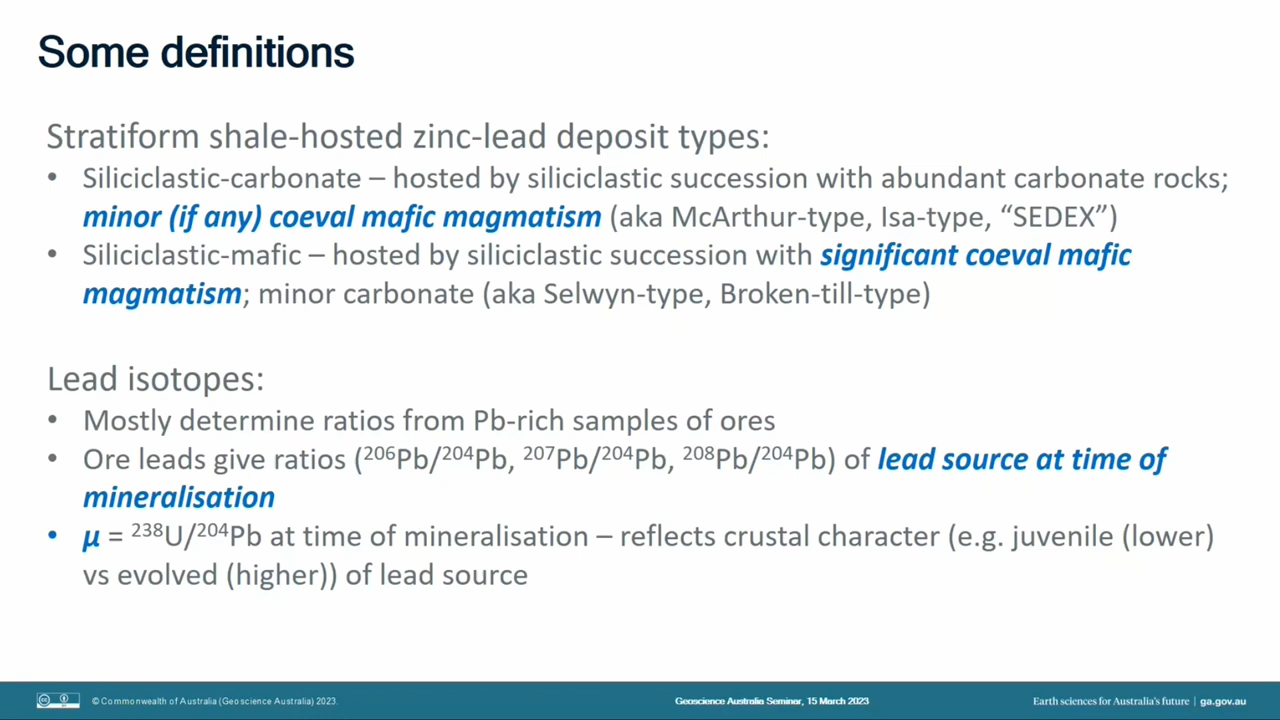 Some definitions
Stratiform shale-hosted zinc-lead deposit types:
• Siliciclastic-carbonate – hosted by siliciclastic succession with abundant carbonate rocks;
minor (if any) coeval mafic magmatism (aka McArthur-type, Isa-type, “SEDEX”)
• Siliciclastic-mafic – hosted by siliciclastic succession with significant coeval mafic
magmatism; minor carbonate (aka Selwyn-type, Broken-till-type)
Lead isotopes:
• Mostly determine ratios from Pb-rich samples of ores
• Ore leads give ratios (²⁰⁶Pb/²⁰⁴Pb, ²⁰⁷Pb/²⁰⁴Pb, ²⁰⁸Pb/²⁰⁴Pb) of lead source at time of
mineralisation
• μ = ²³⁸U/²⁰⁴Pb at time of mineralisation – reflects crustal character (e.g. juvenile (lower)
vs evolved (higher)) of lead source
© Commonwealth of Australia (Geoscience Australia) 2023.
Geoscience Australia Seminar, 15 March 2023
Earth sciences for Australia’s future | ga.gov.au